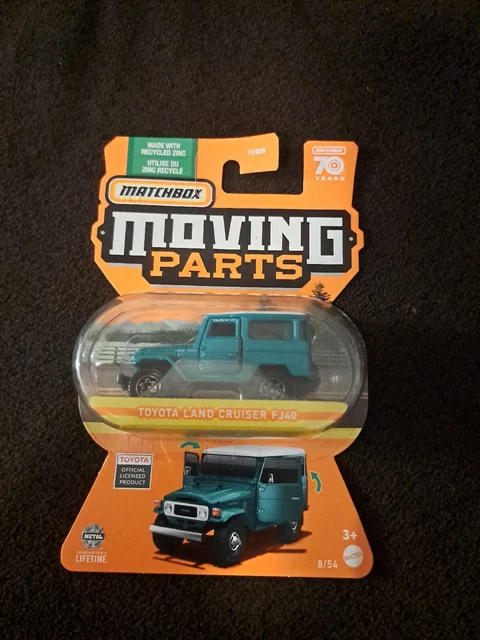 MADE WITH
RECYCLED ZINC
UTILISE DU
ZINC RECYCLÉ
MATCHBOX
MATCHBOX
70
YEARS
MOVING
PARTS
TOYOTA LAND CRUISER FJ40
TOYOTA
OFFICIAL
LICENSED
PRODUCT
METAL
LIFETIME
3+
MATTEL
8/54